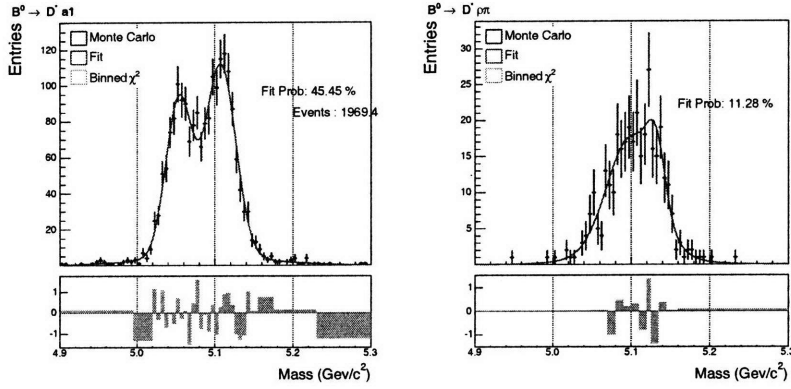 B⁰ → D* a1
Entries
120
100
80
60
40
20
Monte Carlo
Fit
Binned χ²
Fit Prob: 45.45 %
Events : 1969.4
1
0
-1
4.9 5.0 5.1 5.2 5.3
Mass (Gev/c²)
B⁰ → D* ρπ
Entries
30
25
20
15
10
5
Monte Carlo
Fit
Binned χ²
Fit Prob: 11.28 %
1
0
-1
4.9 5.0 5.1 5.2 5.3
Mass (Gev/c²)